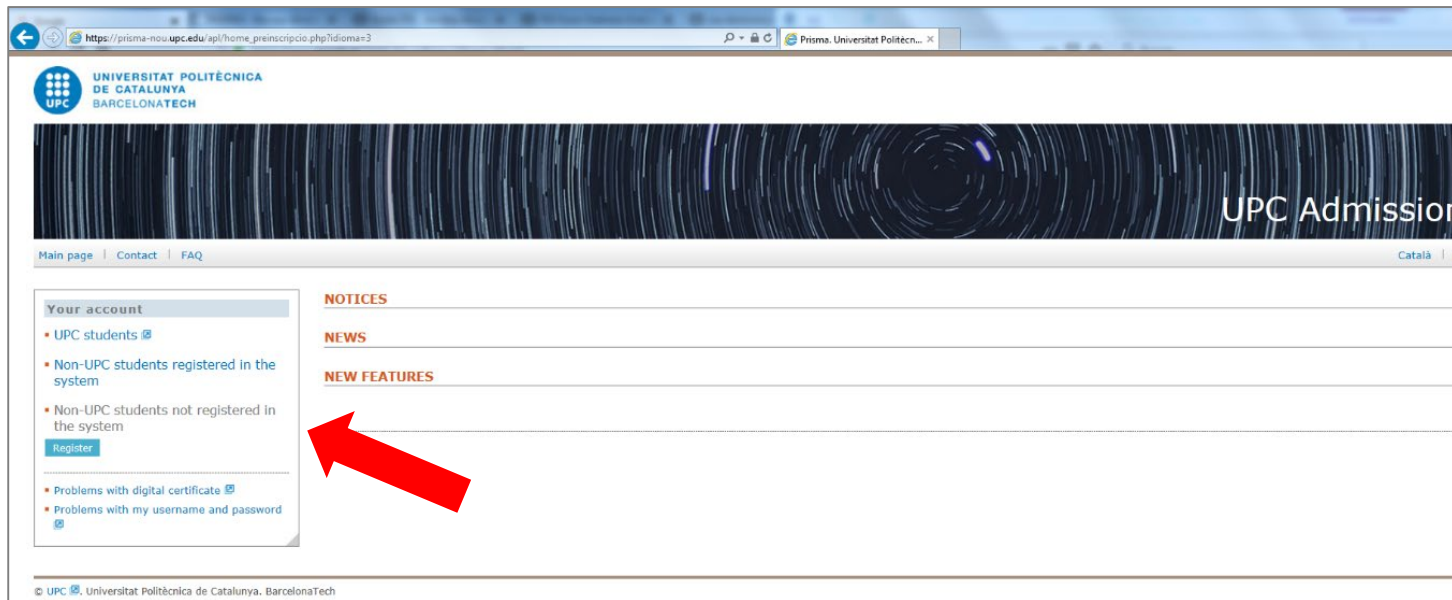 https://prisma-nou.upc.edu/apl/home_preinscripcio.php?idioma=3
Prisma. Universitat Politècn...
UNIVERSITAT POLITÈCNICA
DE CATALUNYA
BARCELONATECH
UPC
UPC Admission
Main page | Contact | FAQ
Català |
Your account
UPC students
Non-UPC students registered in the
system
Non-UPC students not registered in
the system
Register
Problems with digital certificate
Problems with my username and password
NOTICES
NEWS
NEW FEATURES
© UPC . Universitat Politècnica de Catalunya. BarcelonaTech